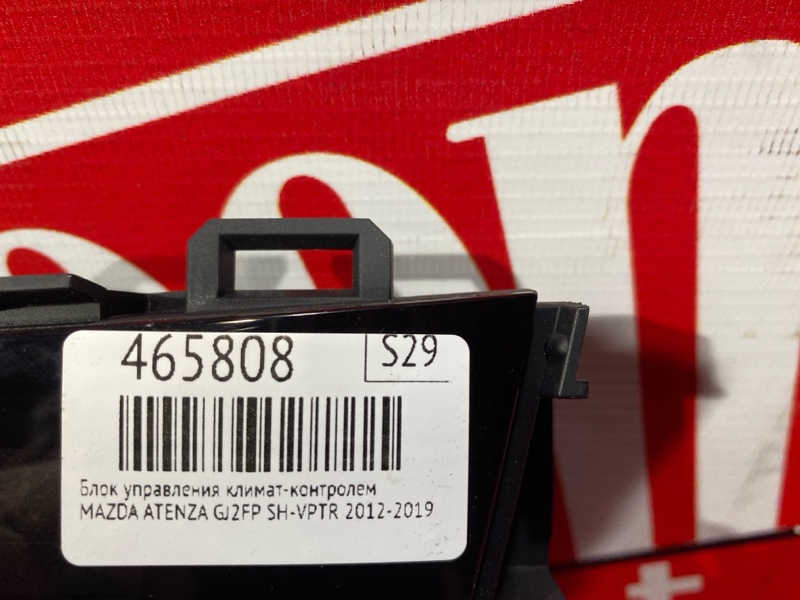 465808
S29
Блок управления климат-контролем
MAZDA ATENZA GJ2FP SH-VPTR 2012-2019